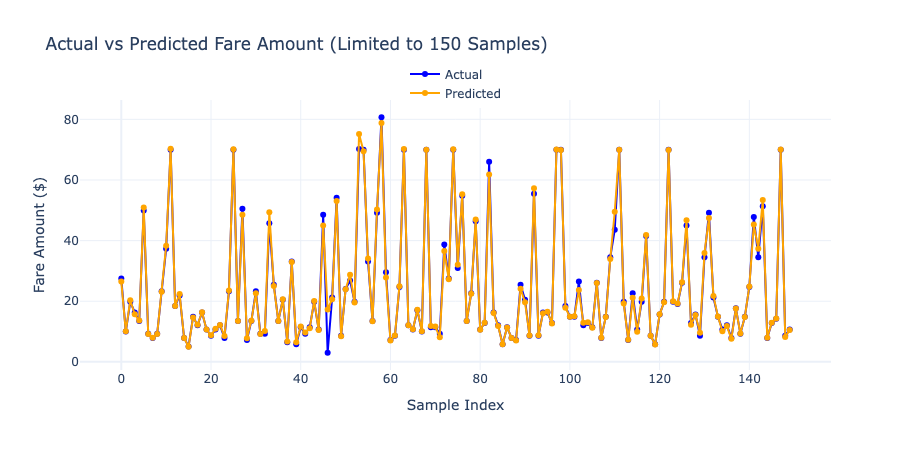 Actual vs Predicted Fare Amount (Limited to 150 Samples)
Actual
Predicted
80
60
40
20
0
Fare Amount ($)
0 20 40 60 80 100 120 140
Sample Index